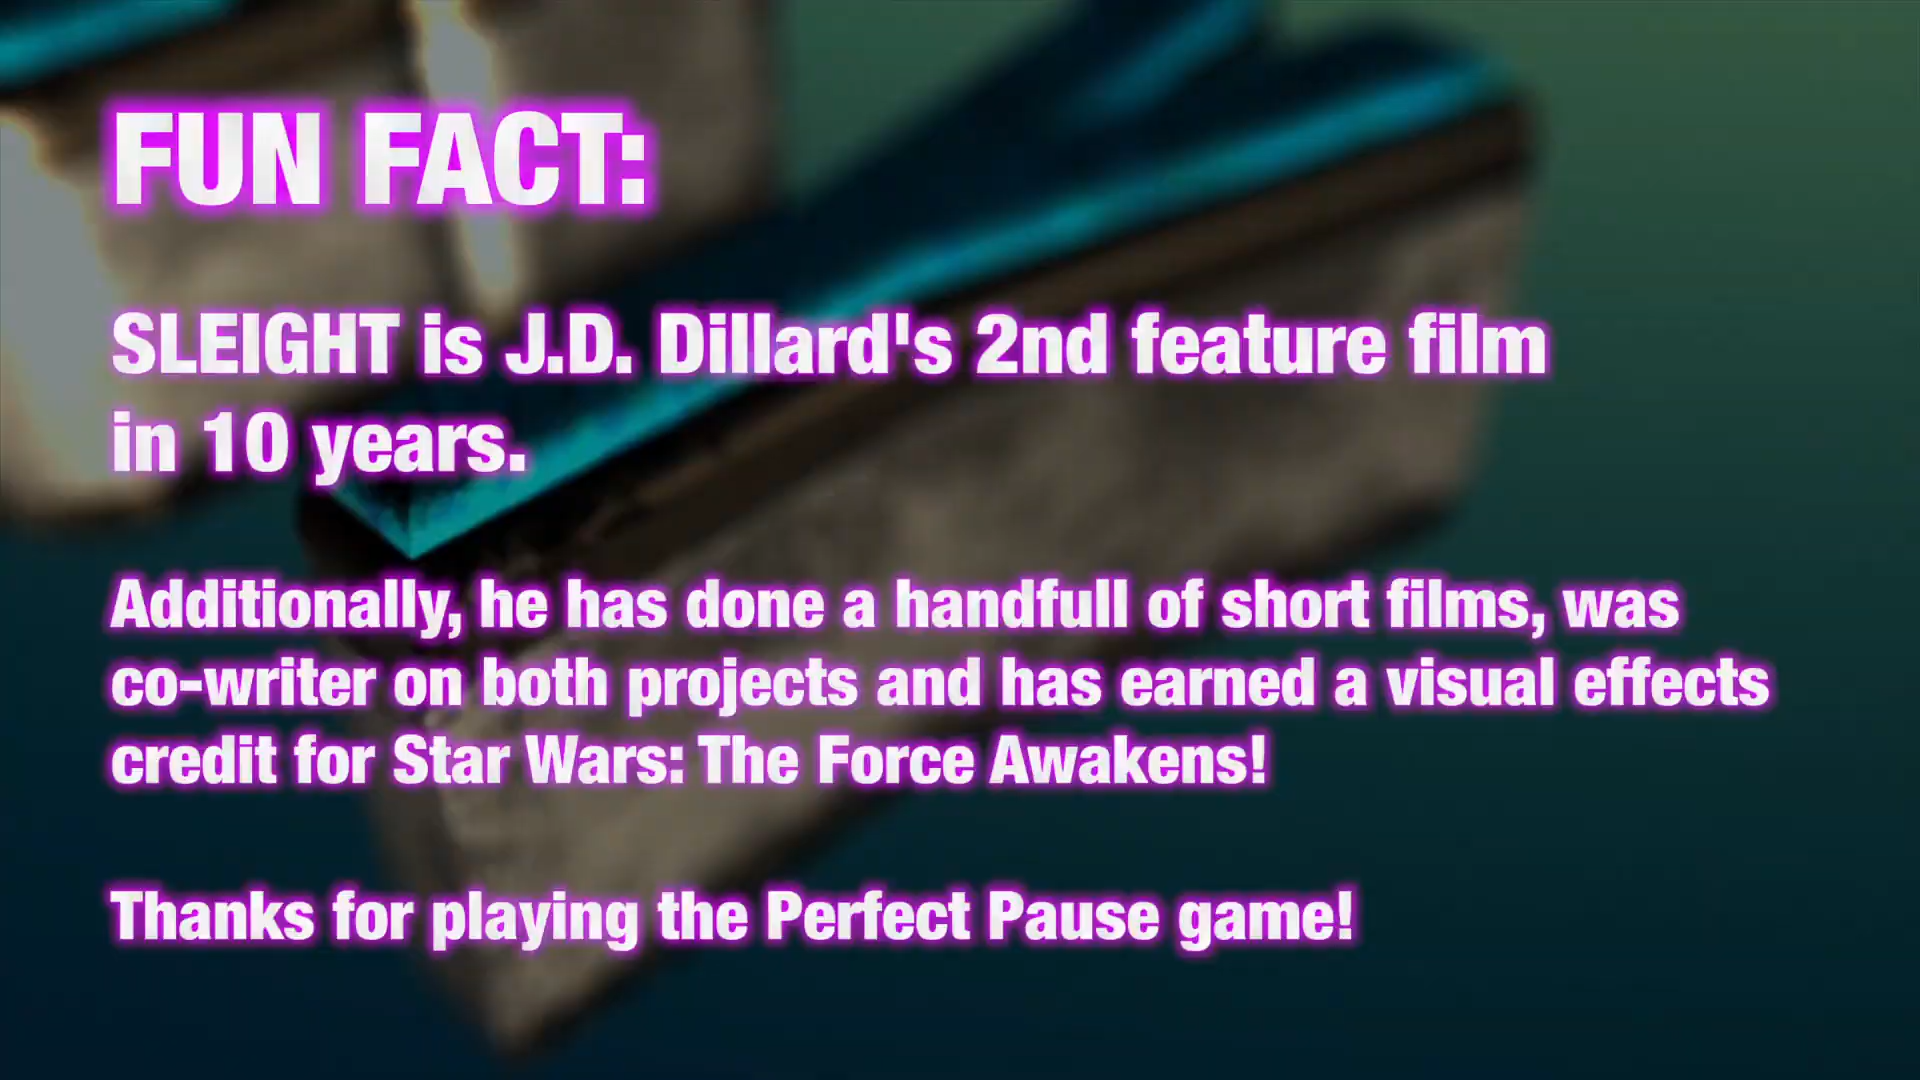 FUN FACT:
SLEIGHT is J.D. Dillard's 2nd feature film
in 10 years.
Additionally, he has done a handfull of short films, was
co-writer on both projects and has earned a visual effects
credit for Star Wars: The Force Awakens!
Thanks for playing the Perfect Pause game!